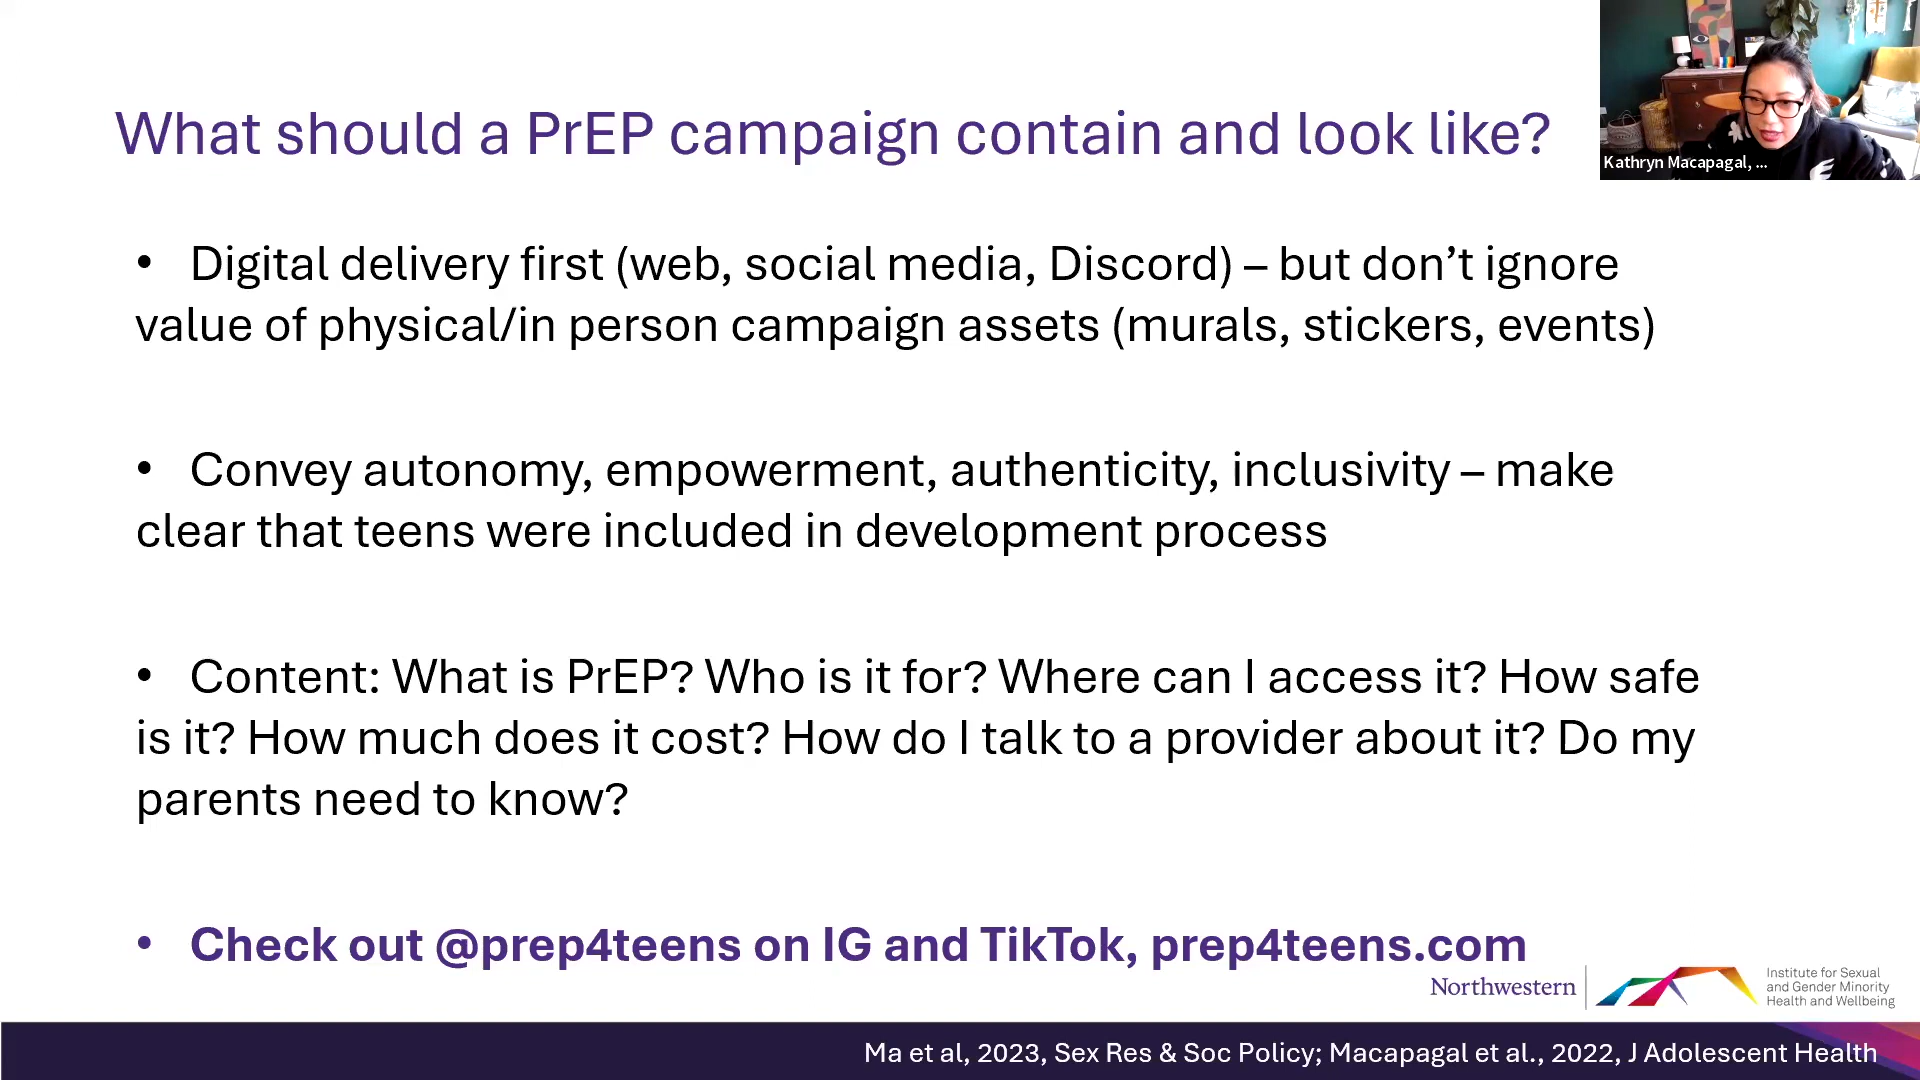 What should a PrEP campaign contain and look like?
Kathryn Macapagal, ...
• Digital delivery first (web, social media, Discord) – but don’t ignore
value of physical/in person campaign assets (murals, stickers, events)
• Convey autonomy, empowerment, authenticity, inclusivity – make
clear that teens were included in development process
• Content: What is PrEP? Who is it for? Where can I access it? How safe
is it? How much does it cost? How do I talk to a provider about it? Do my
parents need to know?
• Check out @prep4teens on IG and TikTok, prep4teens.com
Northwestern
Institute for Sexual
and Gender Minority
Health and Wellbeing
Ma et al, 2023, Sex Res & Soc Policy; Macapagal et al., 2022, J Adolescent Health